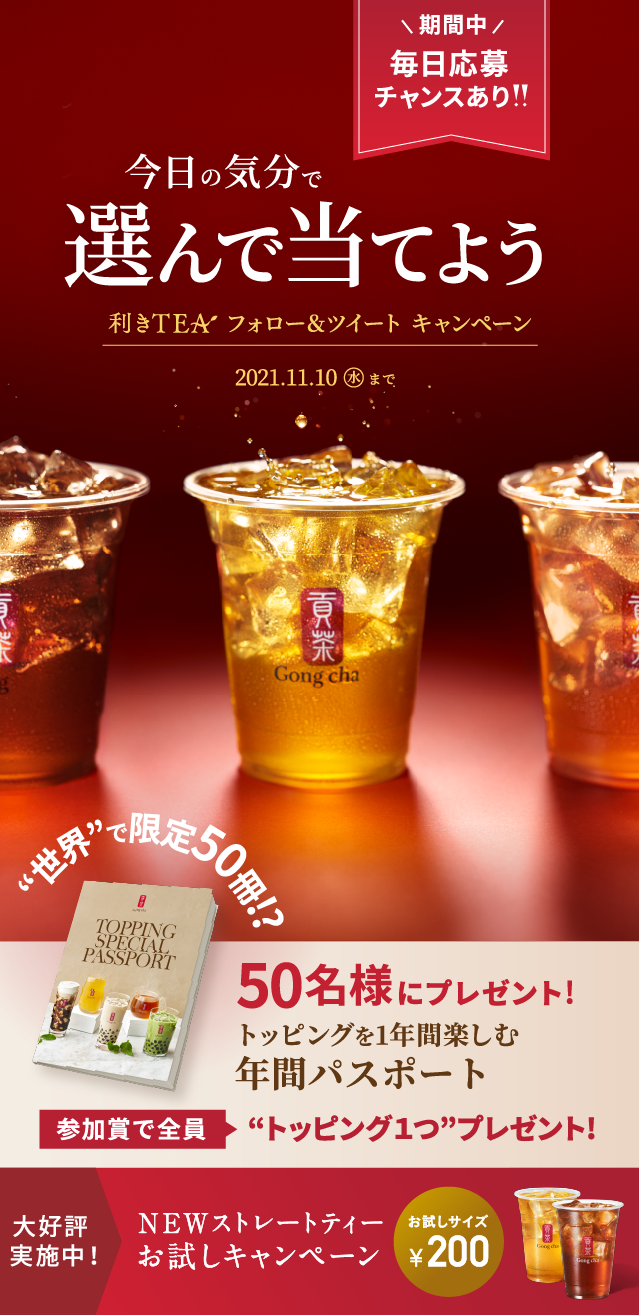 期間中
毎日応募
チャンスあり!!
今日の気分で
選んで当てよう
利きTEA フォロー&ツイート キャンペーン
2021.11.10 水 まで
貢茶
Gong cha
“世界”で限定50冊!?
TOPPING
SPECIAL
PASSPORT
50名様にプレゼント!
トッピングを1年間楽しむ
年間パスポート
参加賞で全員
“トッピング1つ”プレゼント!
大好評
実施中!
NEWストレートティー
お試しキャンペーン
お試しサイズ
¥200
Gong cha
Gong cha